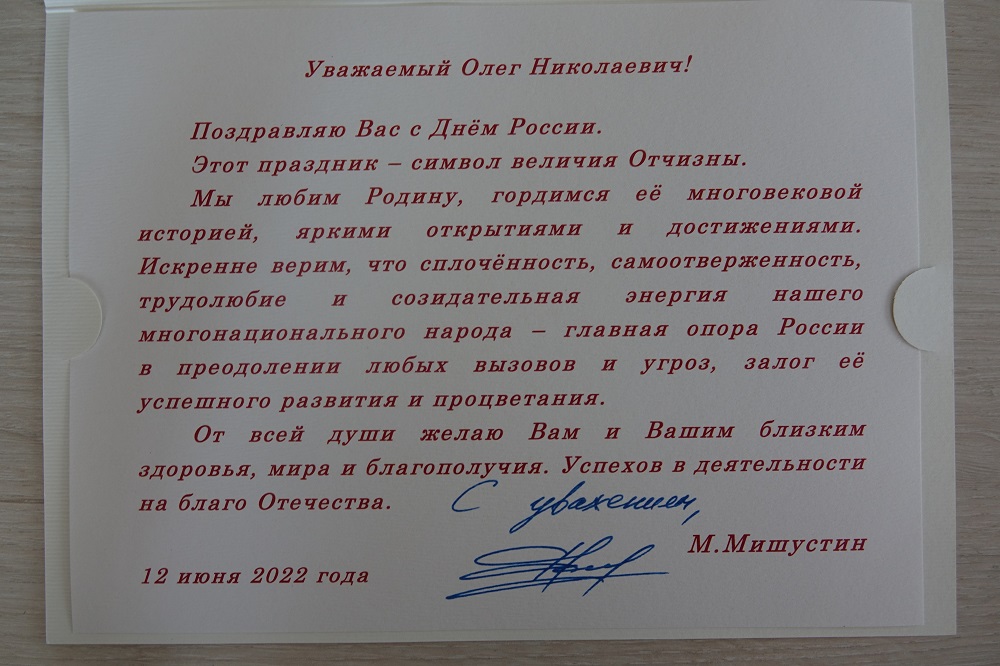 Уважаемый Олег Николаевич!
Поздравляю Вас с Днём России.
Этот праздник – символ величия Отчизны.
Мы любим Родину, гордимся её многовековой
историей, яркими открытиями и достижениями.
Искренне верим, что сплочённость, самоотверженность,
трудолюбие и созидательная энергия нашего
многонационального народа – главная опора России
в преодолении любых вызовов и угроз, залог её
успешного развития и процветания.
От всей души желаю Вам и Вашим близким
здоровья, мира и благополучия. Успехов в деятельности
на благо Отечества.
С уважением,
М.Мишустин
12 июня 2022 года